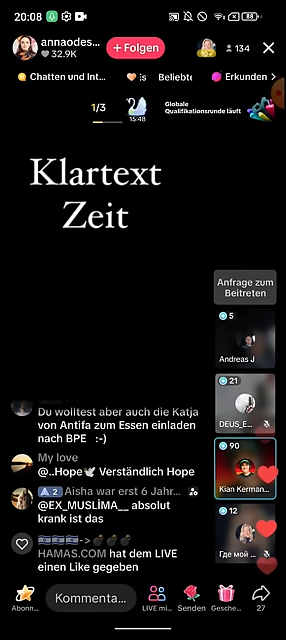 20:08
88
annaodes...
32.9K
+ Folgen
134
Chatten und Int...
is
Beliebte
Erkunden >
1/3
15:48
Globale
Qualifikationsrunde läuft
Klartext
Zeit
Anfrage zum
Beitreten
5
Andreas J
21
DEUS_E...
90
Kian Kerman...
12
Где мой ...
Du wolltest aber auch die Katja
von Antifa zum Essen einladen
nach BPE :-)
My love
@..Hope🕊 Verständlich Hope
A 2 Aisha war erst 6 Jahr...
@EX_MUSLİMA__ absolut
krank ist das
🇮🇱🇮🇱🇮🇱->💣💣💣
HAMAS.COM hat dem LIVE
einen Like gegeben
Abonn...
Kommenta...
LIVE mi...
Senden
Gesche...
27